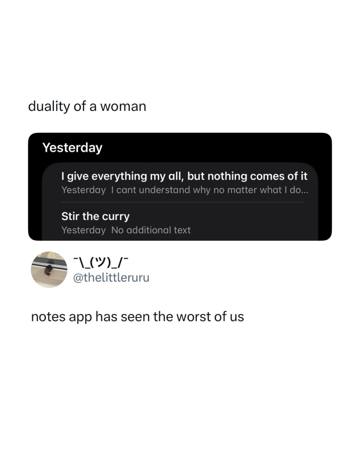 duality of a woman
Yesterday
I give everything my all, but nothing comes of it
Yesterday I cant understand why no matter what I do...
Stir the curry
Yesterday No additional text
¯\_(ツ)_/¯
@thelittleruru
notes app has seen the worst of us